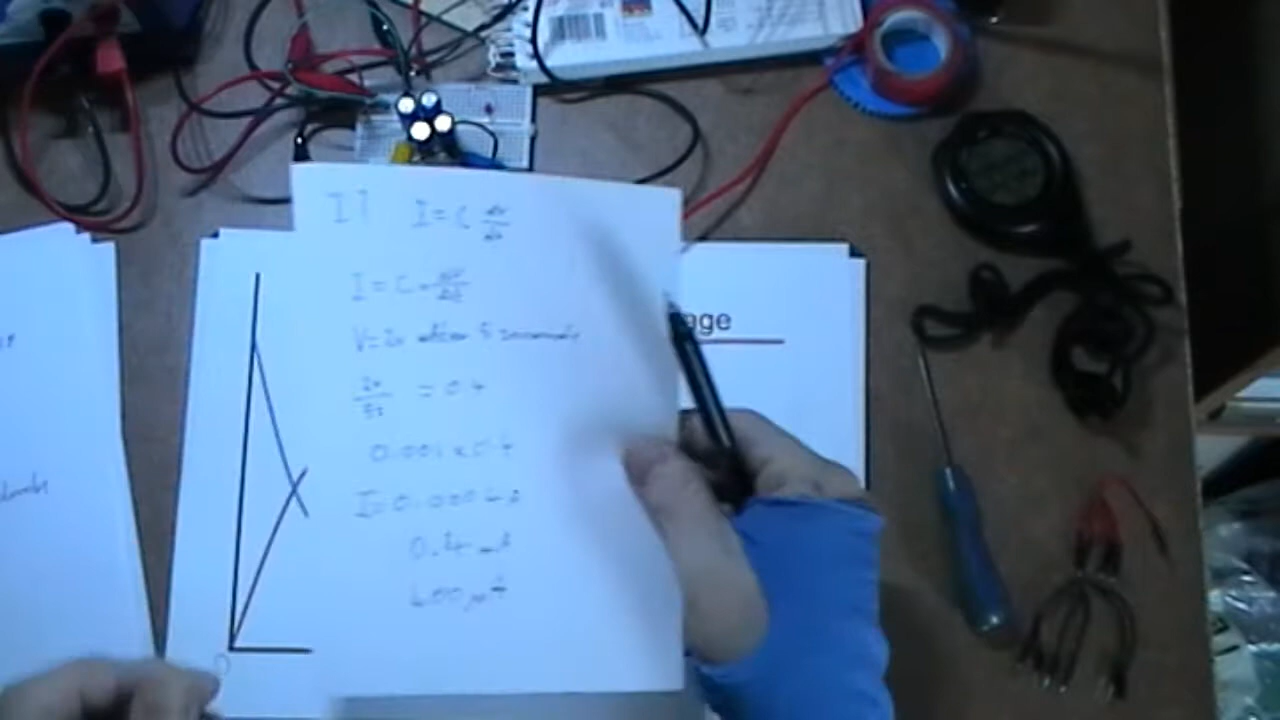 I? I = C dv/dt
I = C dv/dt
V=2v after 5 seconds
2v/5s = 0.4
0.001 x 0.4
I=0.0004A
0.4mA
400µA
age